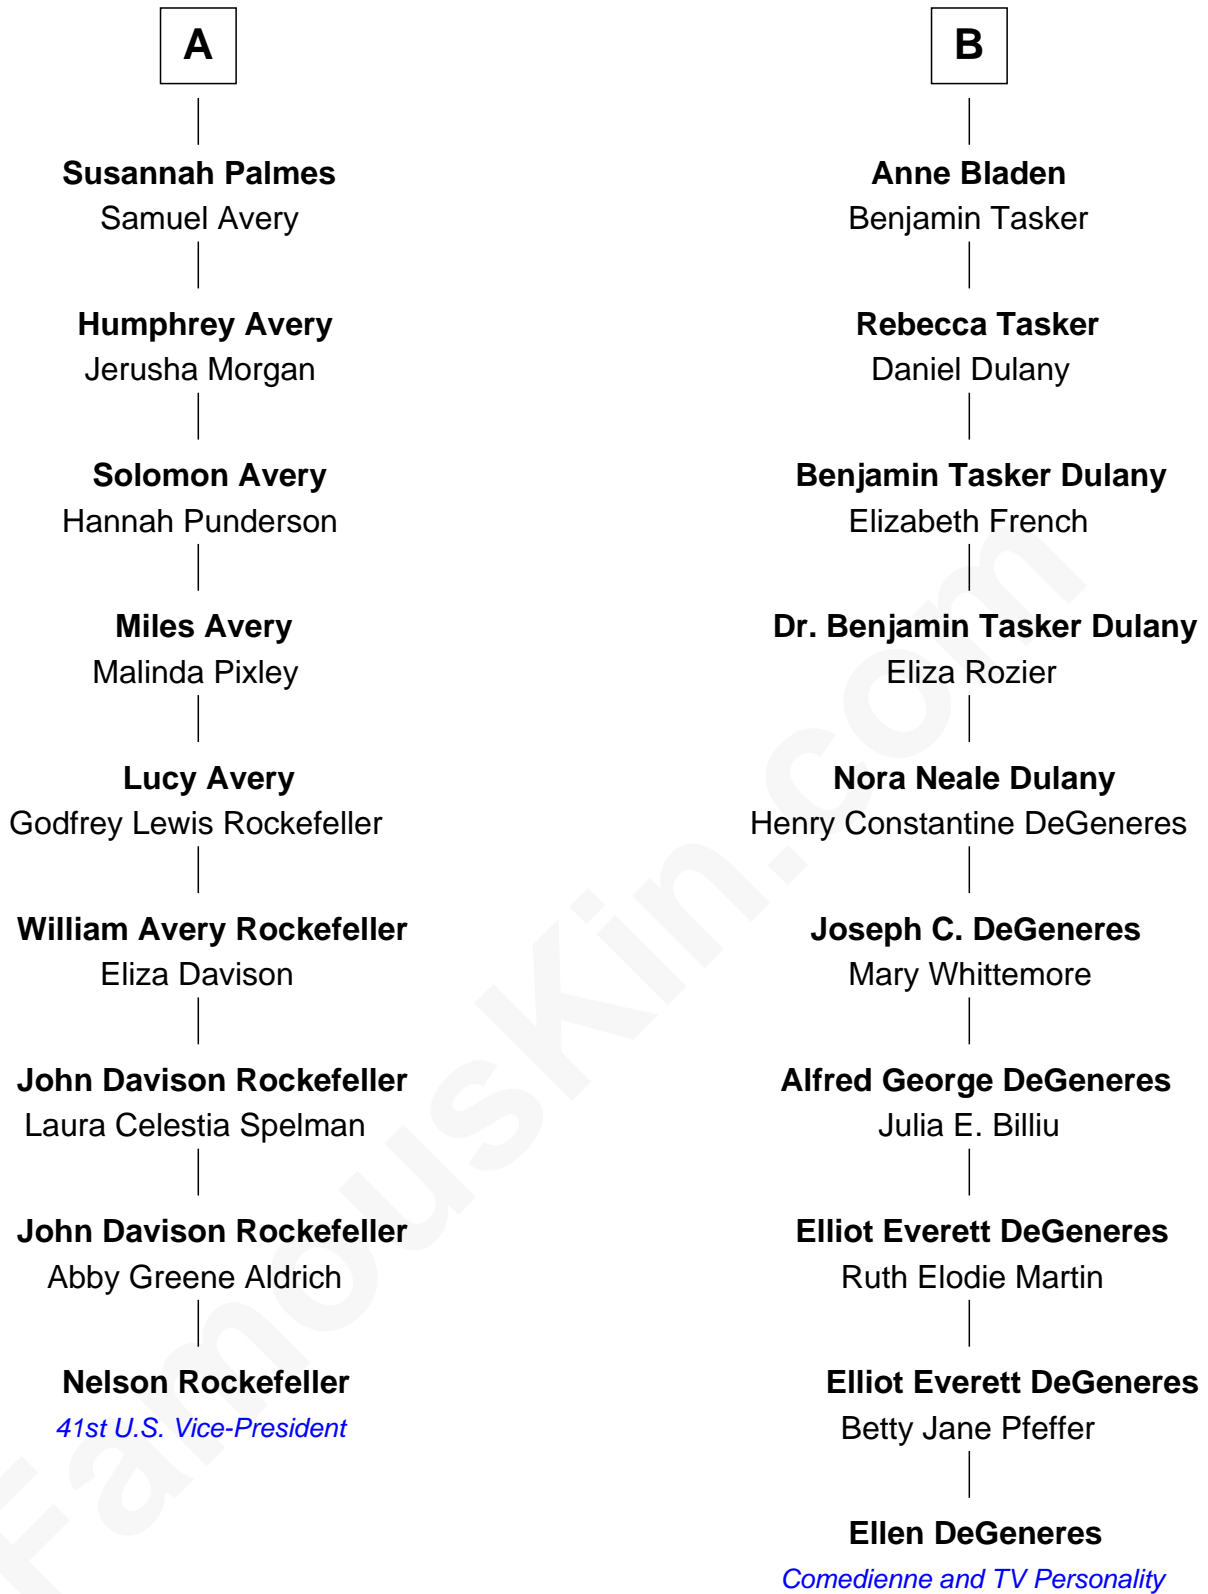 A
Susannah Palmes
Samuel Avery
Humphrey Avery
Jerusha Morgan
Solomon Avery
Hannah Punderson
Miles Avery
Malinda Pixley
Lucy Avery
Godfrey Lewis Rockefeller
William Avery Rockefeller
Eliza Davison
John Davison Rockefeller
Laura Celestia Spelman
John Davison Rockefeller
Abby Greene Aldrich
Nelson Rockefeller
41st U.S. Vice-President
B
Anne Bladen
Benjamin Tasker
Rebecca Tasker
Daniel Dulany
Benjamin Tasker Dulany
Elizabeth French
Dr. Benjamin Tasker Dulany
Eliza Rozier
Nora Neale Dulany
Henry Constantine DeGeneres
Joseph C. DeGeneres
Mary Whittemore
Alfred George DeGeneres
Julia E. Billiu
Elliot Everett DeGeneres
Ruth Elodie Martin
Elliot Everett DeGeneres
Betty Jane Pfeffer
Ellen DeGeneres
Comedienne and TV Personality
FamousKin.com